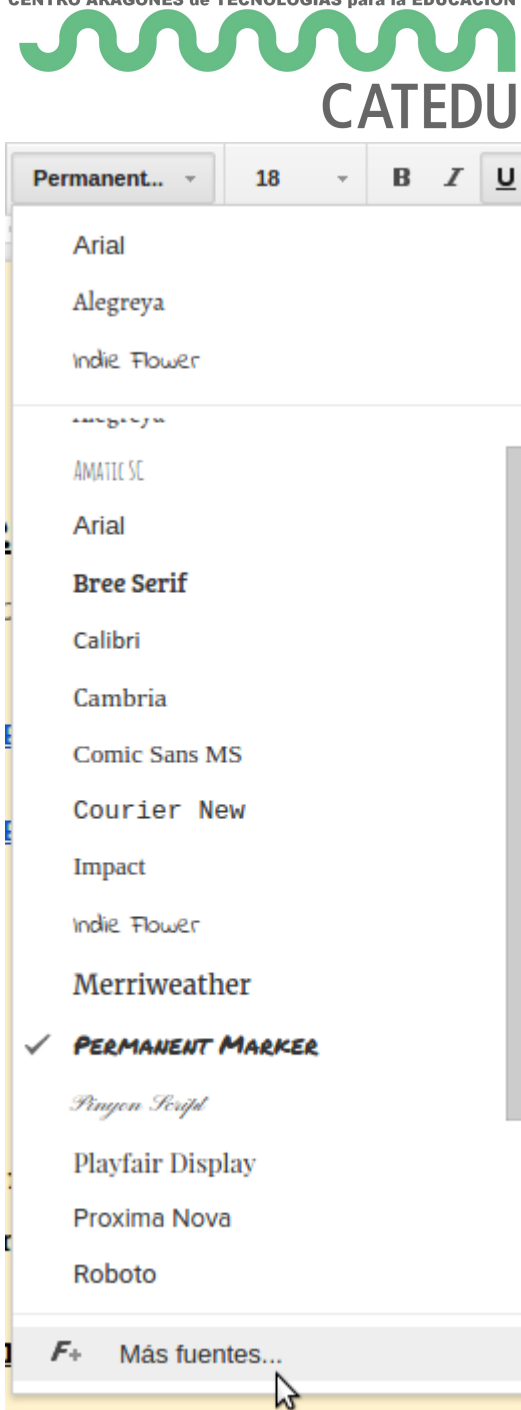 CENTRO ARAGONÉS de TECNOLOGÍAS para la EDUCACIÓN
CATEDU
Permanent... 18 B I U
Arial
Alegreya
Indie Flower
Alegreya
AMATIC SC
Arial
Bree Serif
Calibri
Cambria
Comic Sans MS
Courier New
Impact
Indie Flower
Merriweather
PERMANENT MARKER
Pinyon Script
Playfair Display
Proxima Nova
Roboto
F+ Más fuentes...